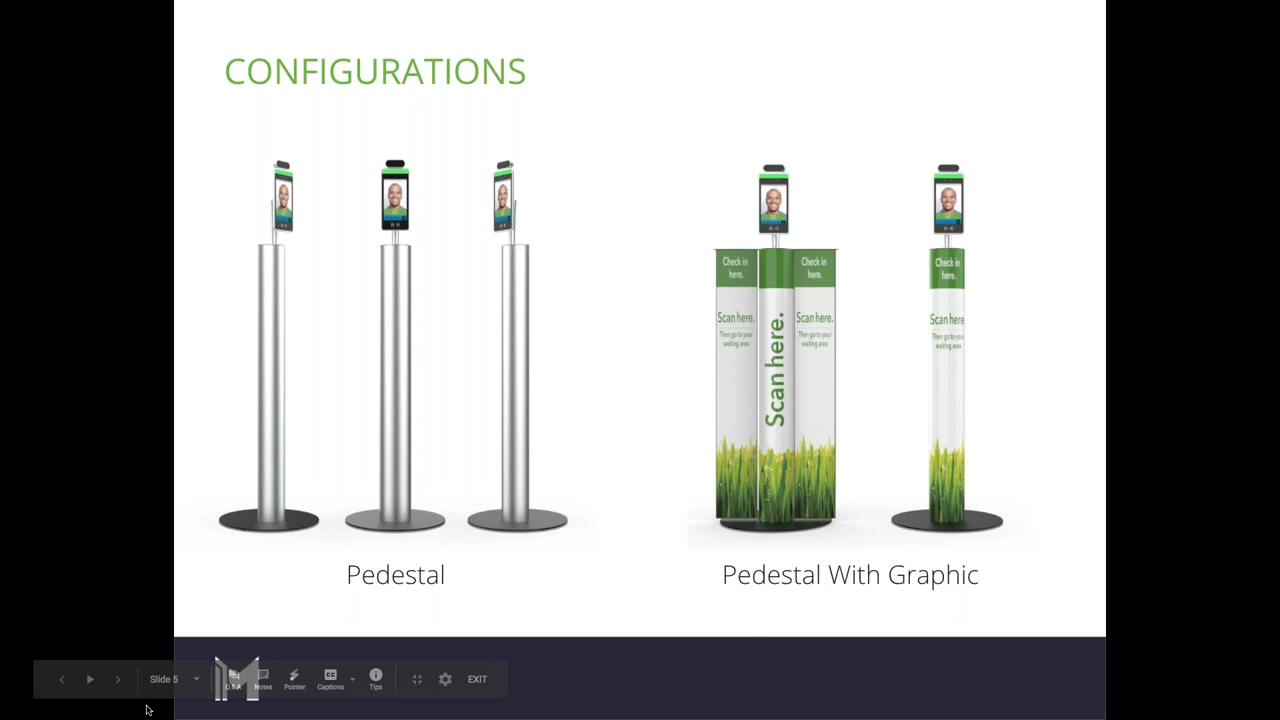 CONFIGURATIONS
Check in
here.
Scan here.
Then go to your
waiting area
Scan here.
Check in
here.
Scan here.
Then go to your
waiting area
Check in
here.
Scan here
Then go to you
waiting area
Pedestal
Pedestal With Graphic
Slide 5
Q&A
Notes
Pointer
Captions
Tips
EXIT